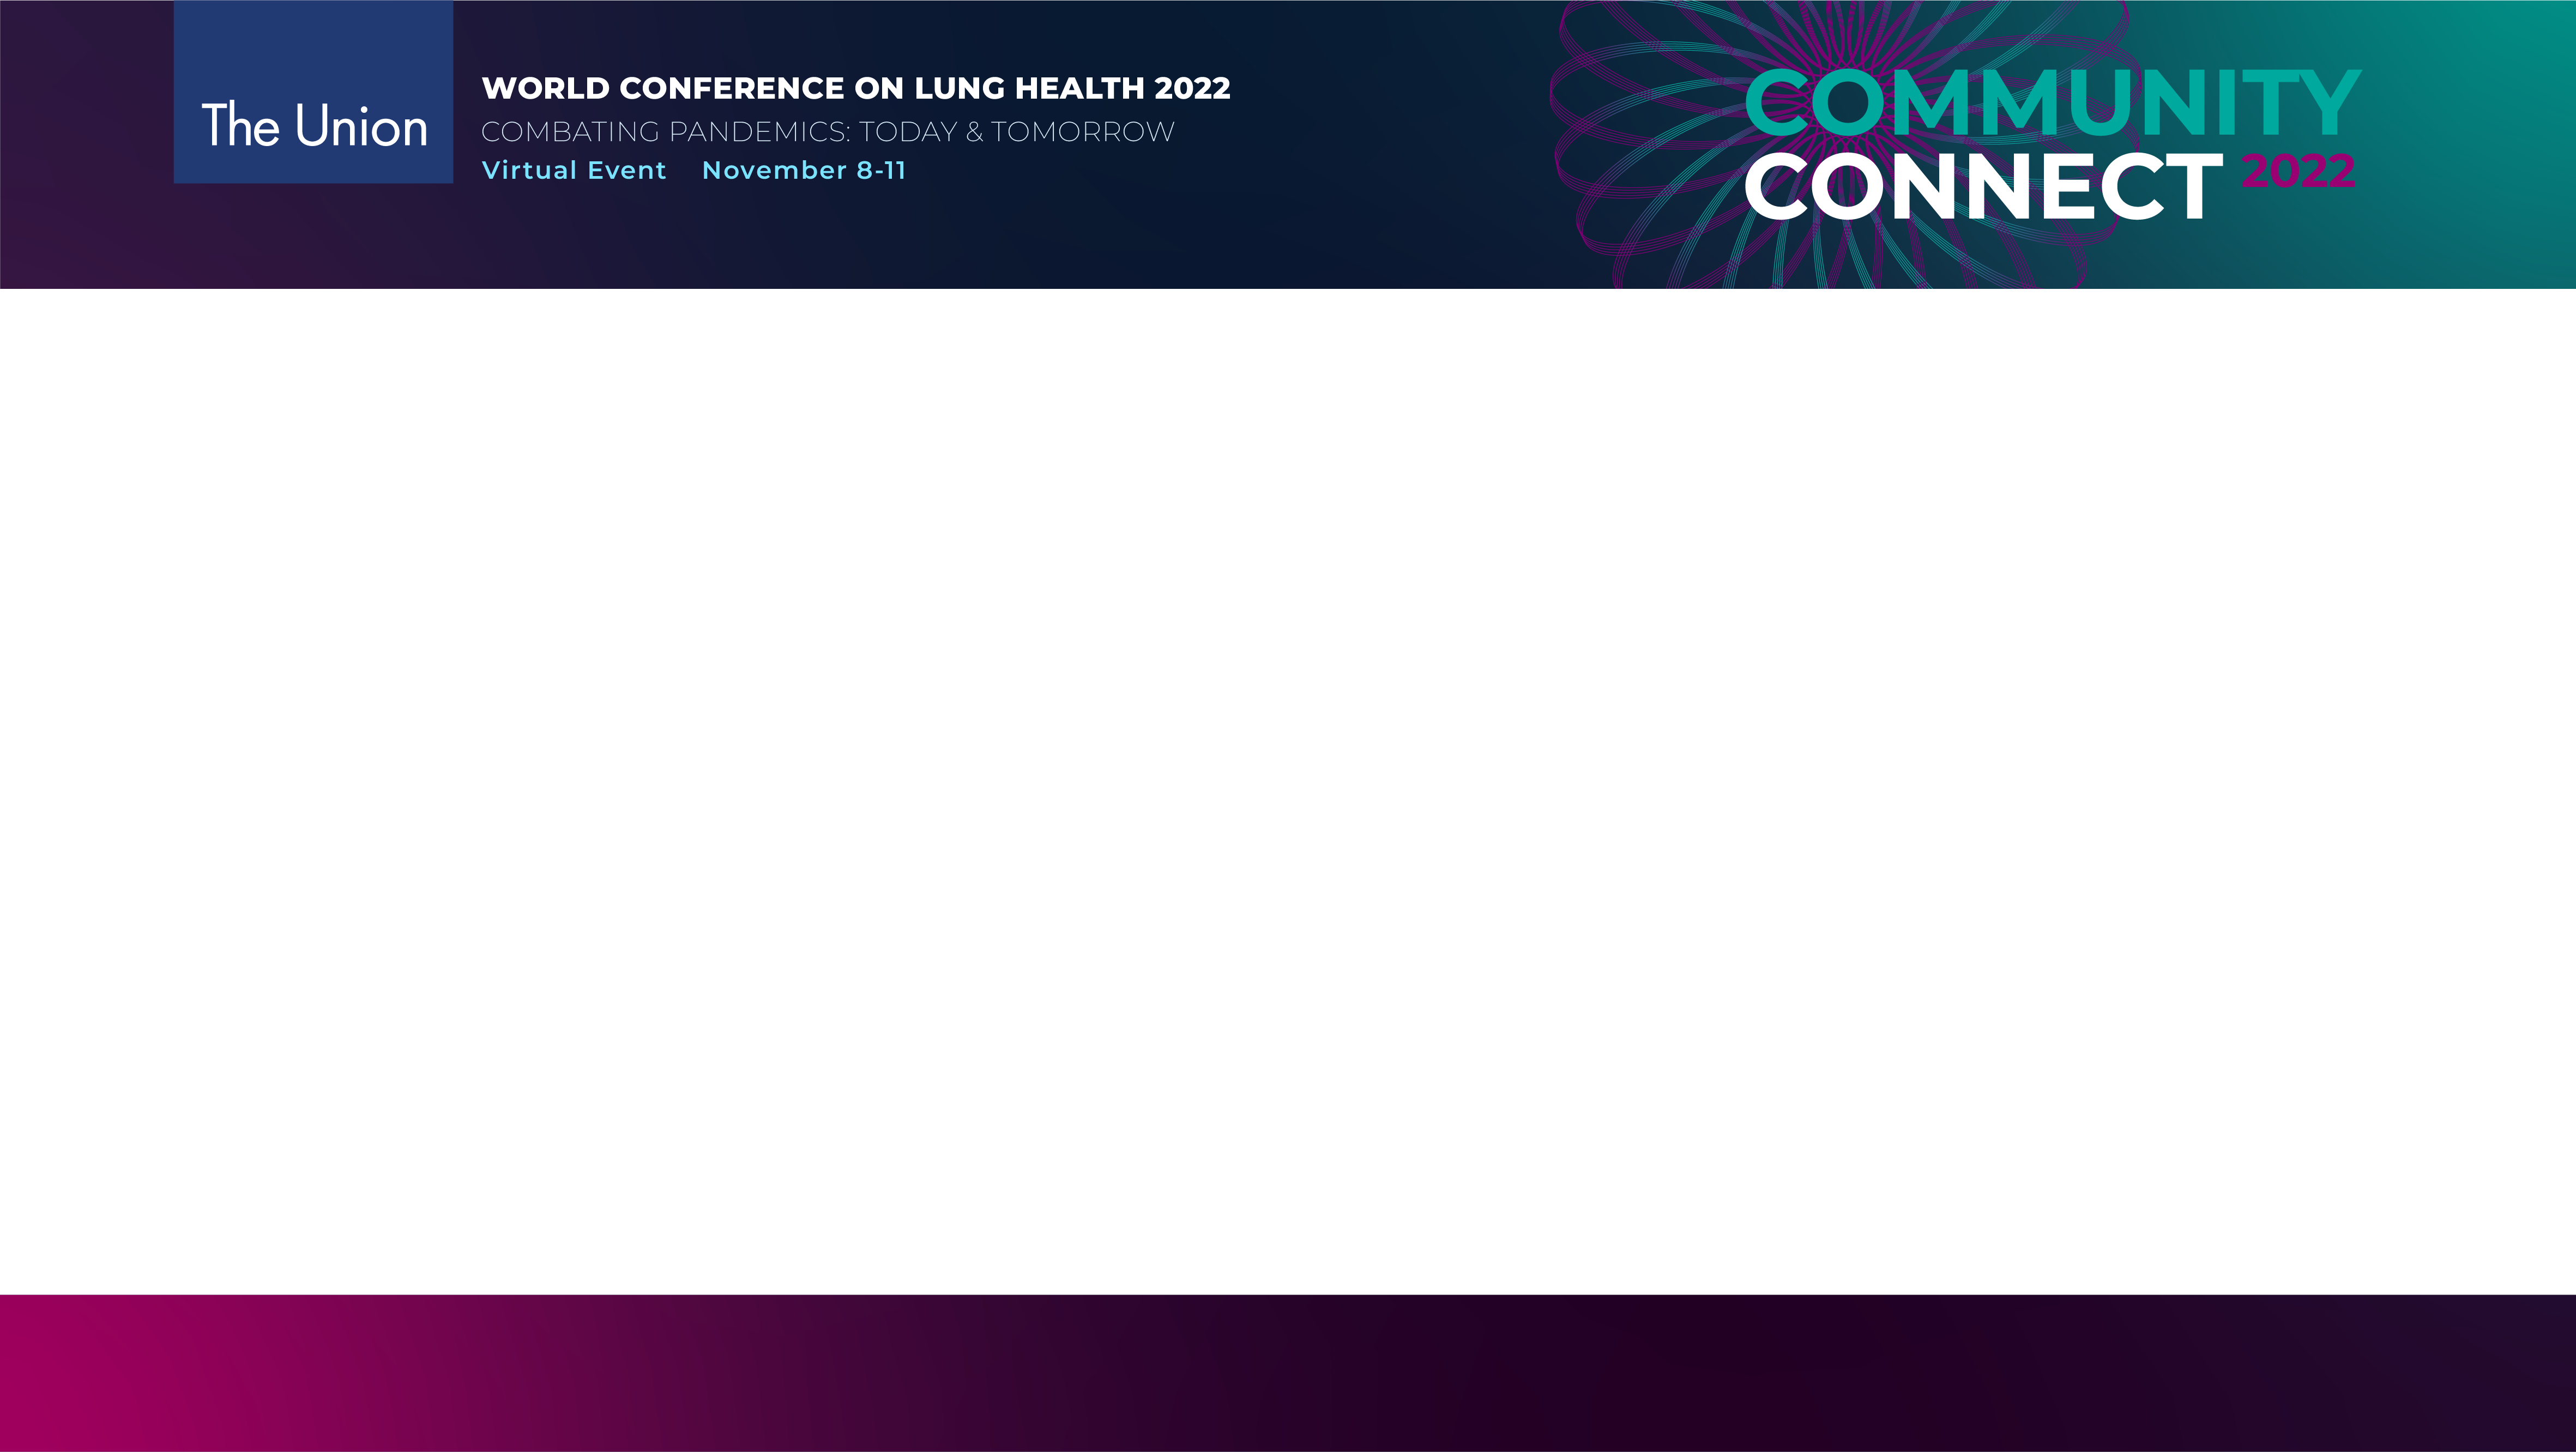 The Union
WORLD CONFERENCE ON LUNG HEALTH 2022
COMBATING PANDEMICS: TODAY & TOMORROW
Virtual Event November 8-11
COMMUNITY
CONNECT 2022